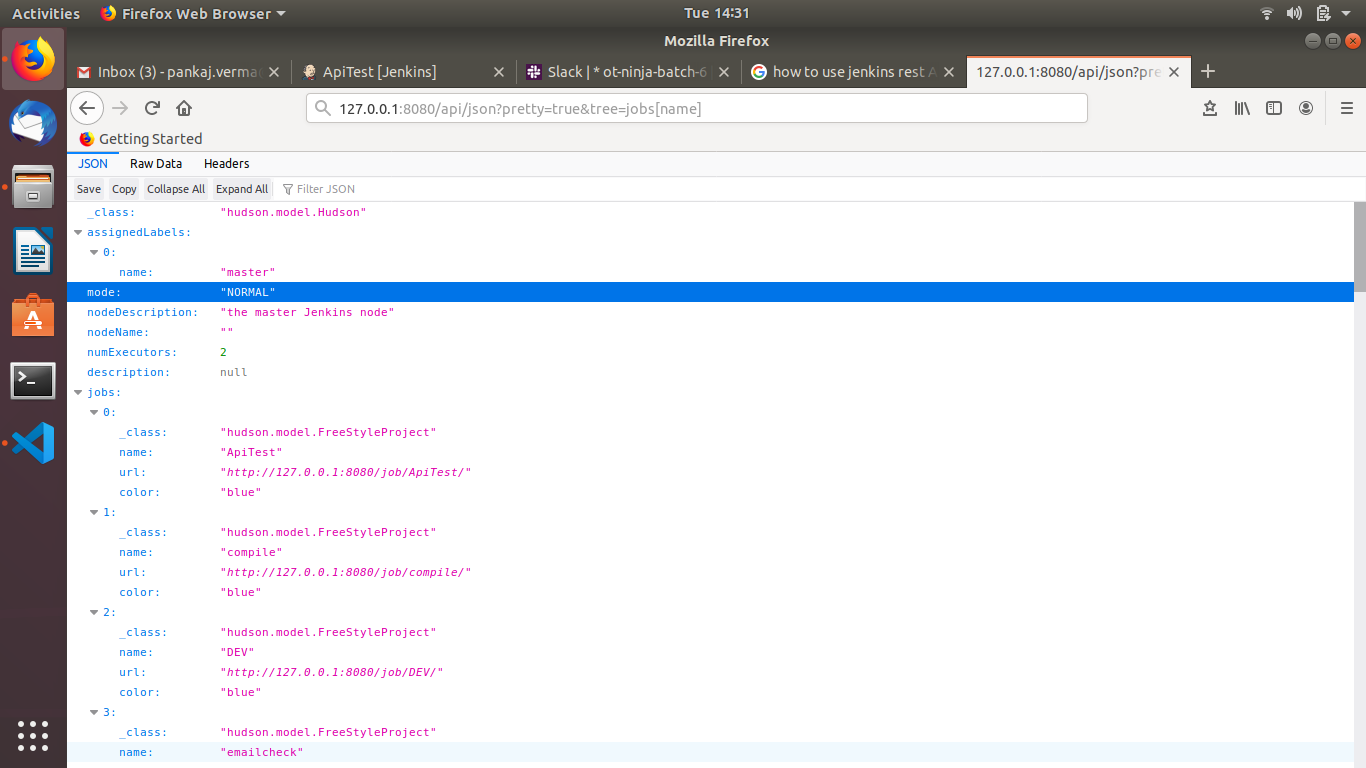 Activities Firefox Web Browser Tue 14:31
Mozilla Firefox
Inbox (3) - pankaj.verma ApiTest [Jenkins] Slack | * ot-ninja-batch-6 how to use jenkins rest A 127.0.0.1:8080/api/json?pre
127.0.0.1:8080/api/json?pretty=true&tree=jobs[name]
Getting Started
JSON Raw Data Headers
Save Copy Collapse All Expand All Filter JSON
_class: "hudson.model.Hudson"
assignedLabels:
0:
name: "master"
mode: "NORMAL"
nodeDescription: "the master Jenkins node"
nodeName: ""
numExecutors: 2
description: null
jobs:
0:
_class: "hudson.model.FreeStyleProject"
name: "ApiTest"
url: "http://127.0.0.1:8080/job/ApiTest/"
color: "blue"
1:
_class: "hudson.model.FreeStyleProject"
name: "compile"
url: "http://127.0.0.1:8080/job/compile/"
color: "blue"
2:
_class: "hudson.model.FreeStyleProject"
name: "DEV"
url: "http://127.0.0.1:8080/job/DEV/"
color: "blue"
3:
_class: "hudson.model.FreeStyleProject"
name: "emailcheck"